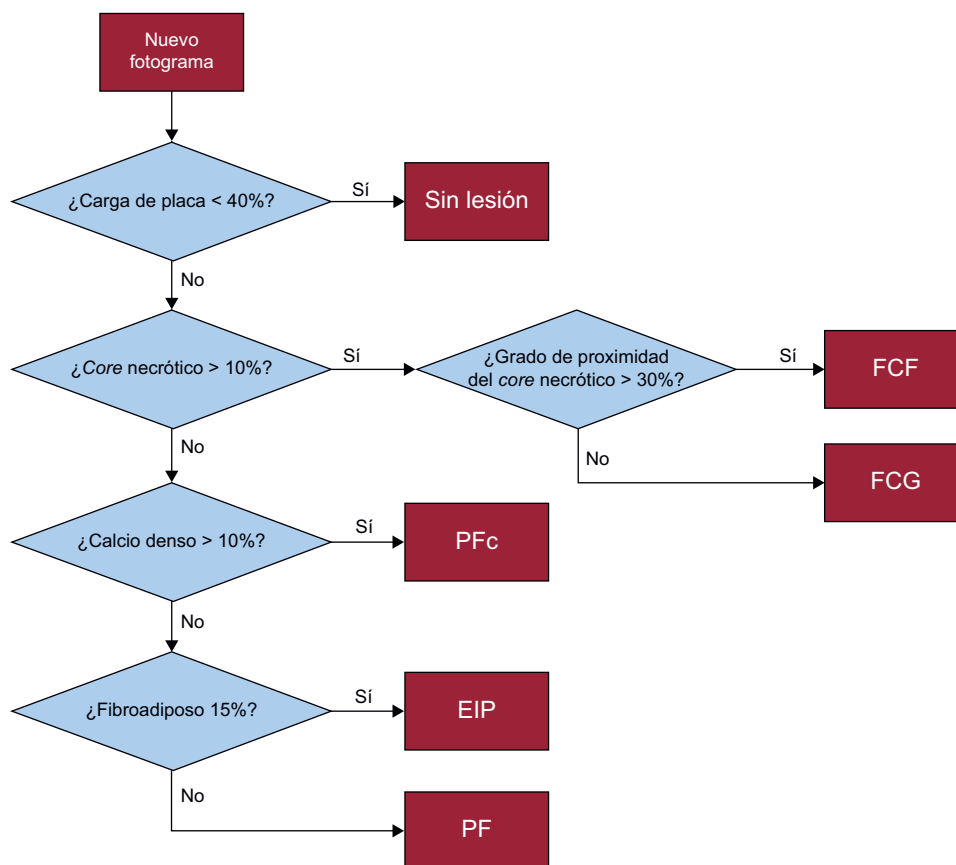 Nuevo
fotograma
¿Carga de placa < 40%?
Sí
Sin lesión
No
¿Core necrótico > 10%?
Sí
¿Grado de proximidad
del core necrótico > 30%?
Sí
FCF
No
FCG
No
¿Calcio denso > 10%?
Sí
PFc
No
¿Fibroadiposo 15%?
Sí
EIP
No
PF